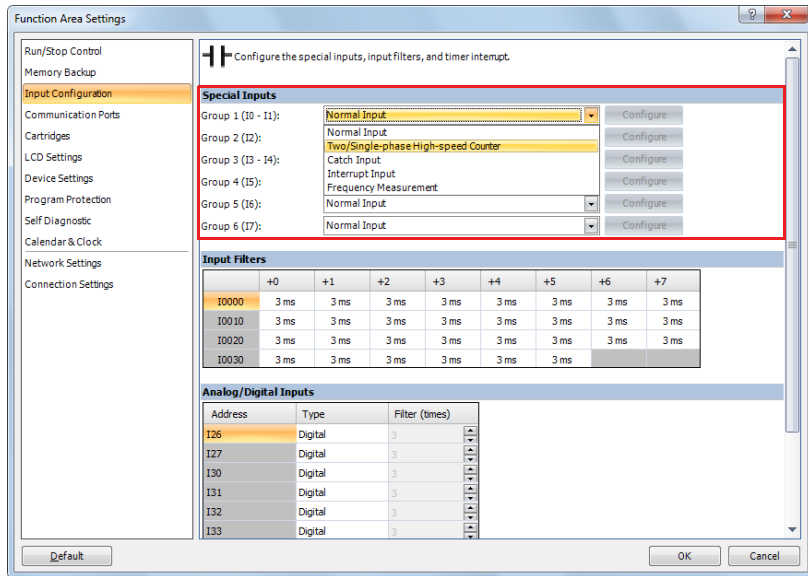 Function Area Settings
Run/Stop Control
Memory Backup
Input Configuration
Communication Ports
Cartridges
LCD Settings
Device Settings
Program Protection
Self Diagnostic
Calendar & Clock
Network Settings
Connection Settings
Configure the special inputs, input filters, and timer interrupt.
Special Inputs
Group 1 (I0 - I1): Normal Input Configure
Group 2 (I2): Configure
Group 3 (I3 - I4): Configure
Group 4 (I5): Configure
Normal Input
Two/Single-phase High-speed Counter
Catch Input
Interrupt Input
Frequency Measurement
Group 5 (I6): Normal Input Configure
Group 6 (I7): Normal Input Configure
Input Filters
+0 +1 +2 +3 +4 +5 +6 +7
I0000 3 ms 3 ms 3 ms 3 ms 3 ms 3 ms 3 ms 3 ms
I0010 3 ms 3 ms 3 ms 3 ms 3 ms 3 ms 3 ms 3 ms
I0020 3 ms 3 ms 3 ms 3 ms 3 ms 3 ms 3 ms 3 ms
I0030 3 ms 3 ms 3 ms 3 ms 3 ms 3 ms
Analog/Digital Inputs
Address Type Filter (times)
I26 Digital 3
I27 Digital 3
I30 Digital 3
I31 Digital 3
I32 Digital 3
I33 Digital 3
Default OK Cancel